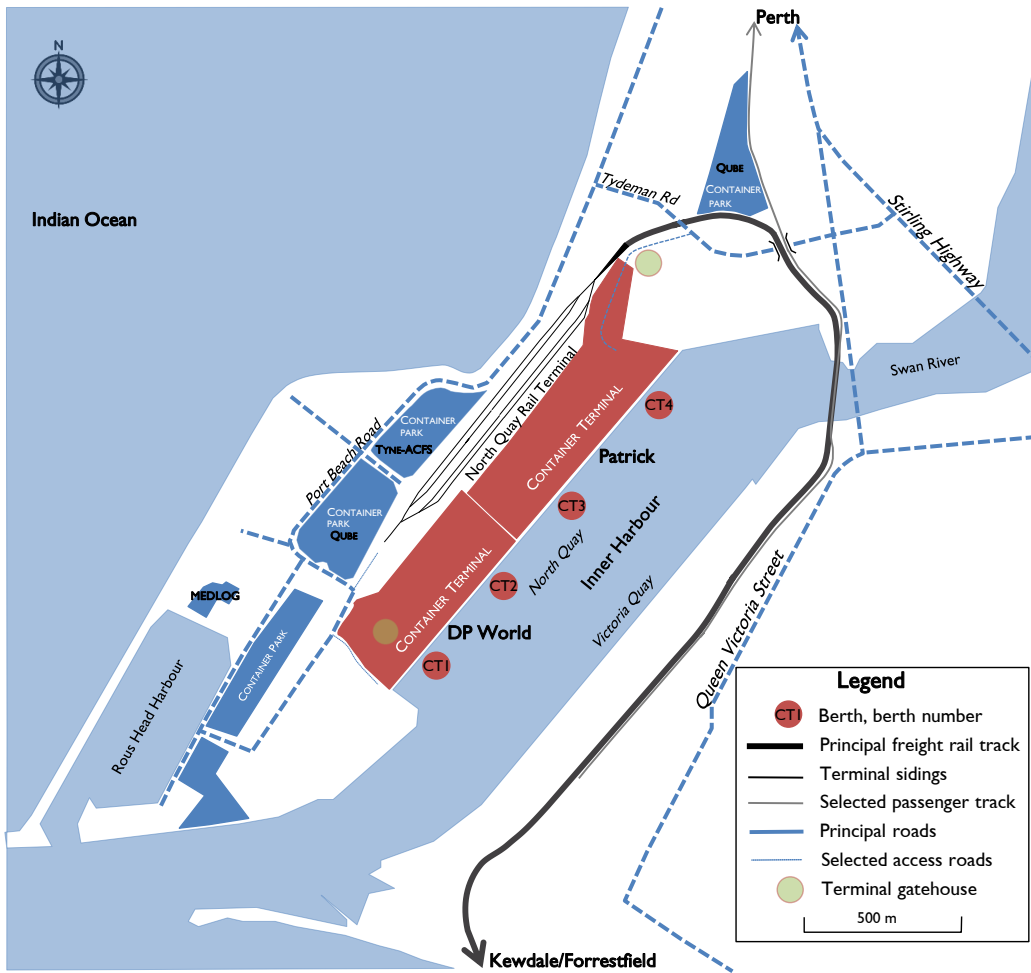 N
Perth
Indian Ocean
Tydeman Rd
QUBE
CONTAINER
PARK
Stirling Highway
Swan River
North Quay Rail Terminal
CONTAINER TERMINAL
CT4
Patrick
CT3
Port Beach Road
CONTAINER
PARK
TYNE-ACFS
CONTAINER
PARK
QUBE
CONTAINER TERMINAL
CT2
North Quay
Inner Harbour
Victoria Quay
DP World
CT1
MEDLOG
CONTAINER PARK
Rous Head Harbour
Queen Victoria Street
Kewdale/Forrestfield
Legend
CT1 Berth, berth number
Principal freight rail track
Terminal sidings
Selected passenger track
Principal roads
Selected access roads
Terminal gatehouse
500 m